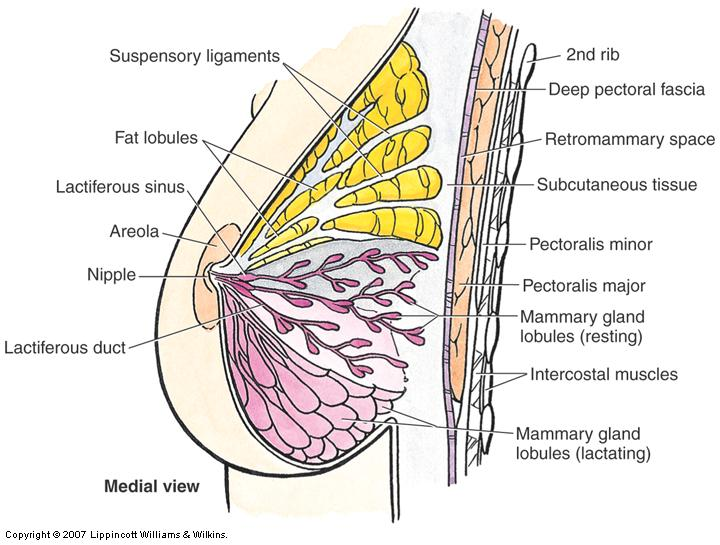 Suspensory ligaments
Fat lobules
Lactiferous sinus
Areola
Nipple
Lactiferous duct
Medial view
2nd rib
Deep pectoral fascia
Retromammary space
Subcutaneous tissue
Pectoralis minor
Pectoralis major
Mammary gland
lobules (resting)
Intercostal muscles
Mammary gland
lobules (lactating)
Copyright © 2007 Lippincott Williams & Wilkins.